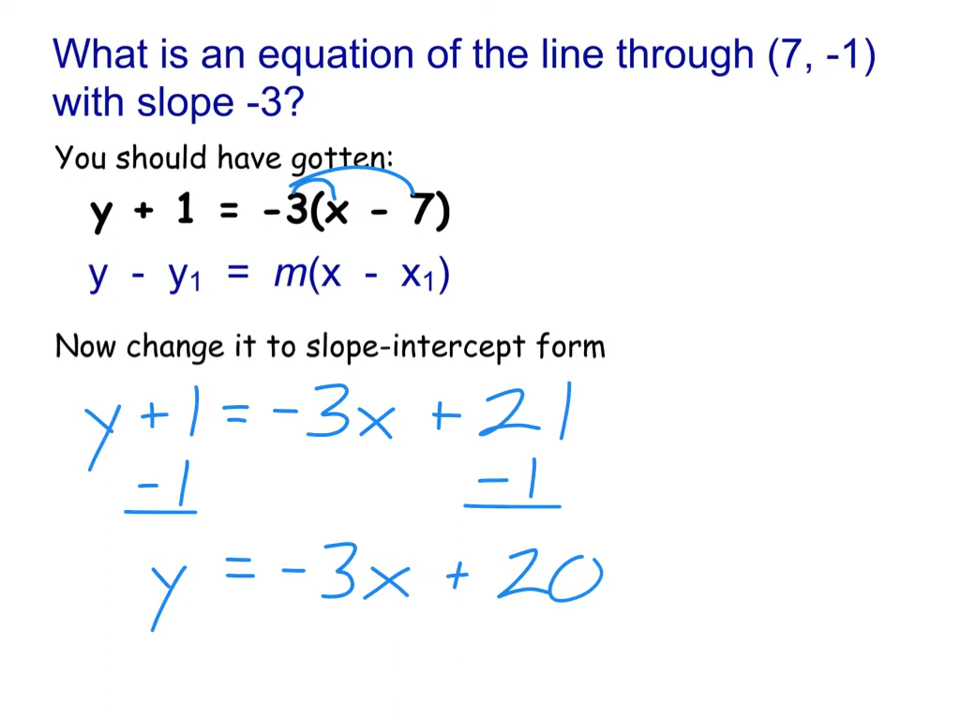 What is an equation of the line through (7, -1)
with slope -3?
You should have gotten:
y + 1 = -3(x - 7)
y - y₁ = m(x - x₁)
Now change it to slope-intercept form
y + 1 = -3x + 21
-1 -1
y = -3x + 20